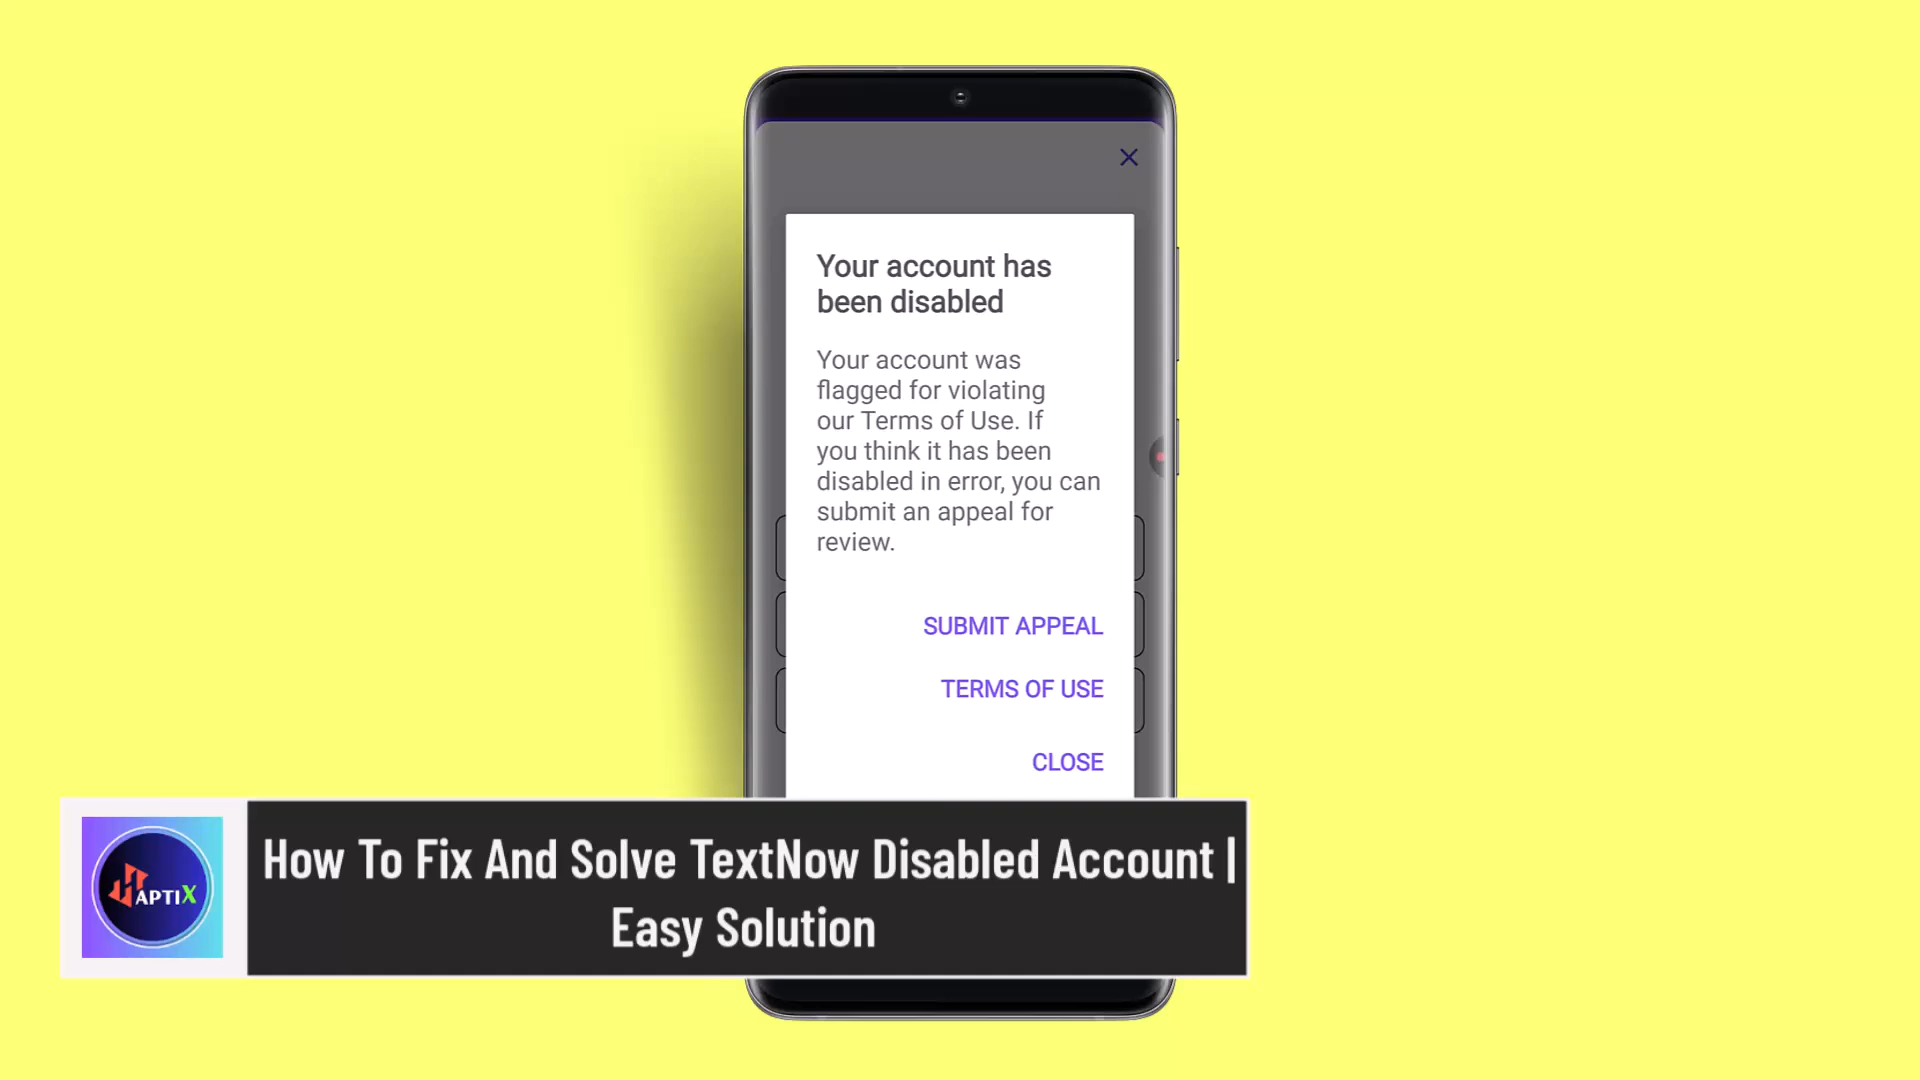 Your account has
been disabled
Your account was
flagged for violating
our Terms of Use. If
you think it has been
disabled in error, you can
submit an appeal for
review.
SUBMIT APPEAL
TERMS OF USE
CLOSE
APTIX
How To Fix And Solve TextNow Disabled Account |
Easy Solution